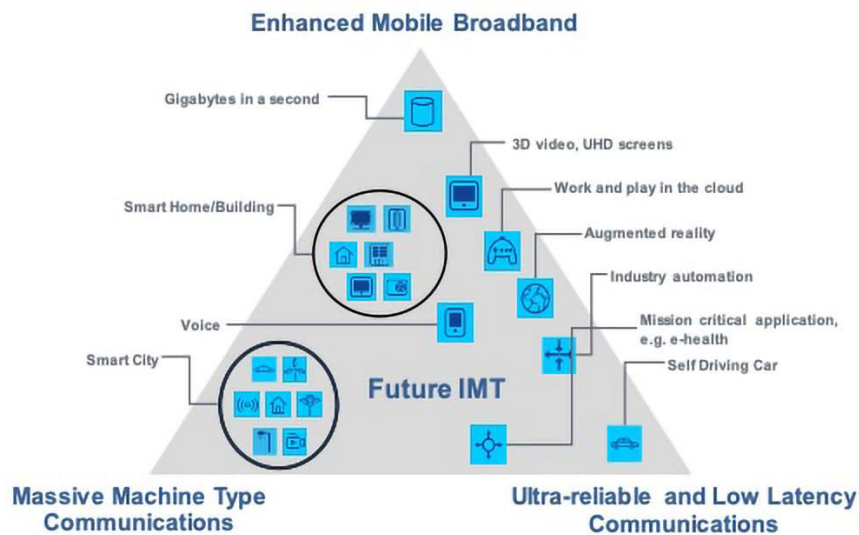 Enhanced Mobile Broadband
Gigabytes in a second
3D video, UHD screens
Work and play in the cloud
Smart Home/Building
Augmented reality
Industry automation
Mission critical application,
e.g. e-health
Voice
Smart City
Self Driving Car
Future IMT
Massive Machine Type
Communications
Ultra-reliable and Low Latency
Communications